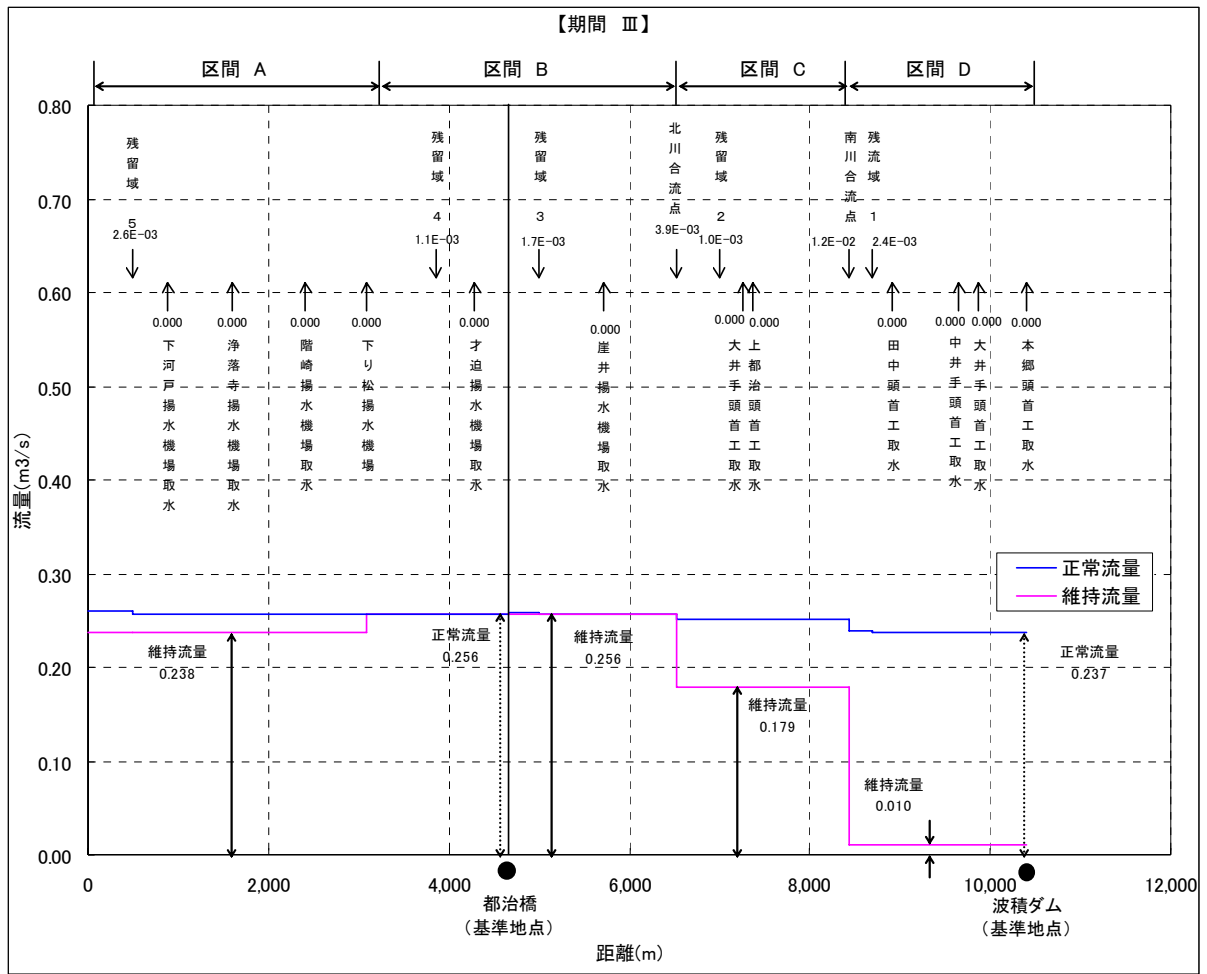 【期間 Ⅲ】
区間 A
区間 B
区間 C
区間 D
0.80
0.70
0.60
0.50
0.40
0.30
0.20
0.10
0.00
流量(m3/s)
残留域 5
2.6E-03
残留域 4
1.1E-03
残留域 3
1.7E-03
北川合流点
3.9E-03
残留域 2
1.0E-03
南川合流点
1.2E-02
残流域 1
2.4E-03
0.000
下河戸揚水機場取水
0.000
浄落寺揚水機場取水
0.000
階崎揚水機場取水
0.000
下り松揚水機場
0.000
才迫揚水機場取水
0.000
崖井揚水機場取水
0.000
大井手頭首工取水
0.000
上都治頭首工取水
0.000
田中頭首工取水
0.000
中井手頭首工取水
0.000
大井手頭首工取水
0.000
本郷頭首工取水
正常流量
維持流量
維持流量
0.238
正常流量
0.256
維持流量
0.256
維持流量
0.179
維持流量
0.010
正常流量
0.237
0
2,000
4,000
6,000
8,000
10,000
12,000
都治橋
(基準地点)
波積ダム
(基準地点)
距離(m)